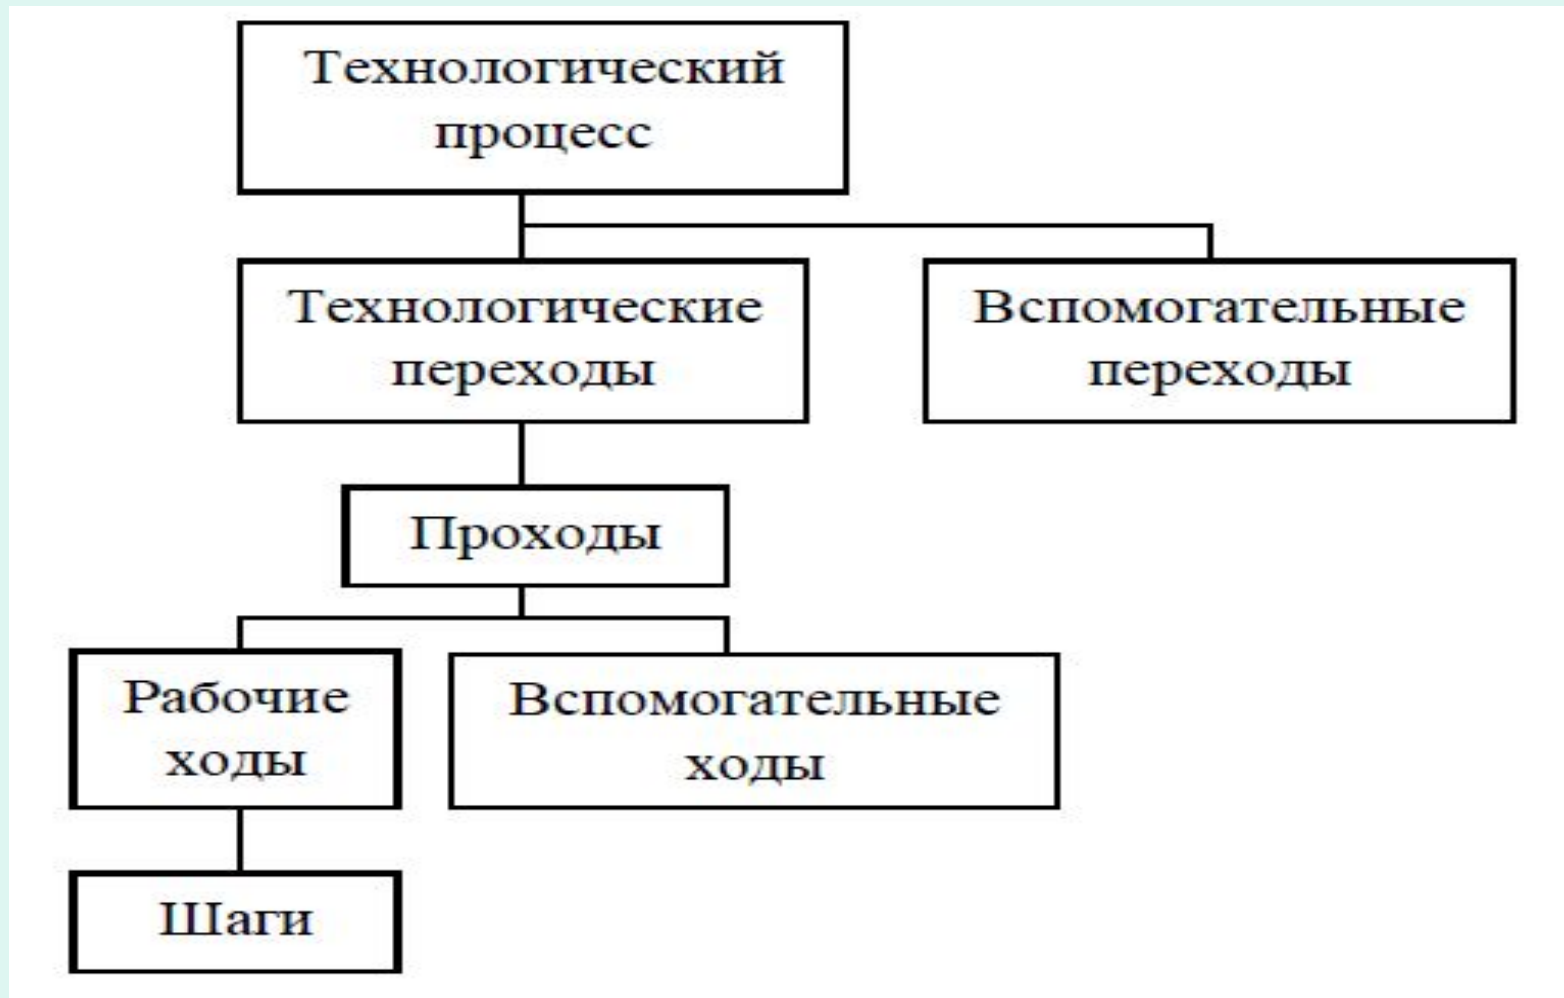 Технологический
процесс
Технологические
переходы
Вспомогательные
переходы
Проходы
Рабочие
ходы
Вспомогательные
ходы
Шаги